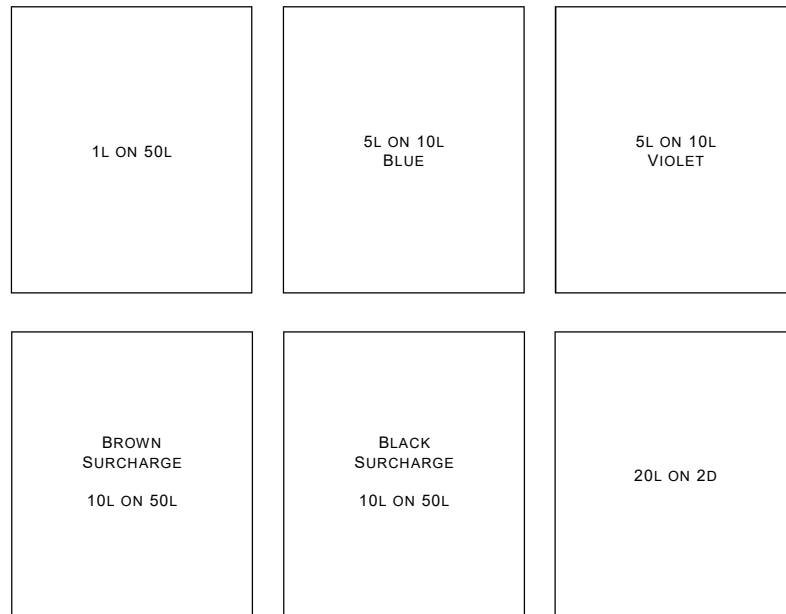 1L ON 50L
5L ON 10L
BLUE
5L ON 10L
VIOLET
BROWN
SURCHARGE
10L ON 50L
BLACK
SURCHARGE
10L ON 50L
20L ON 2D